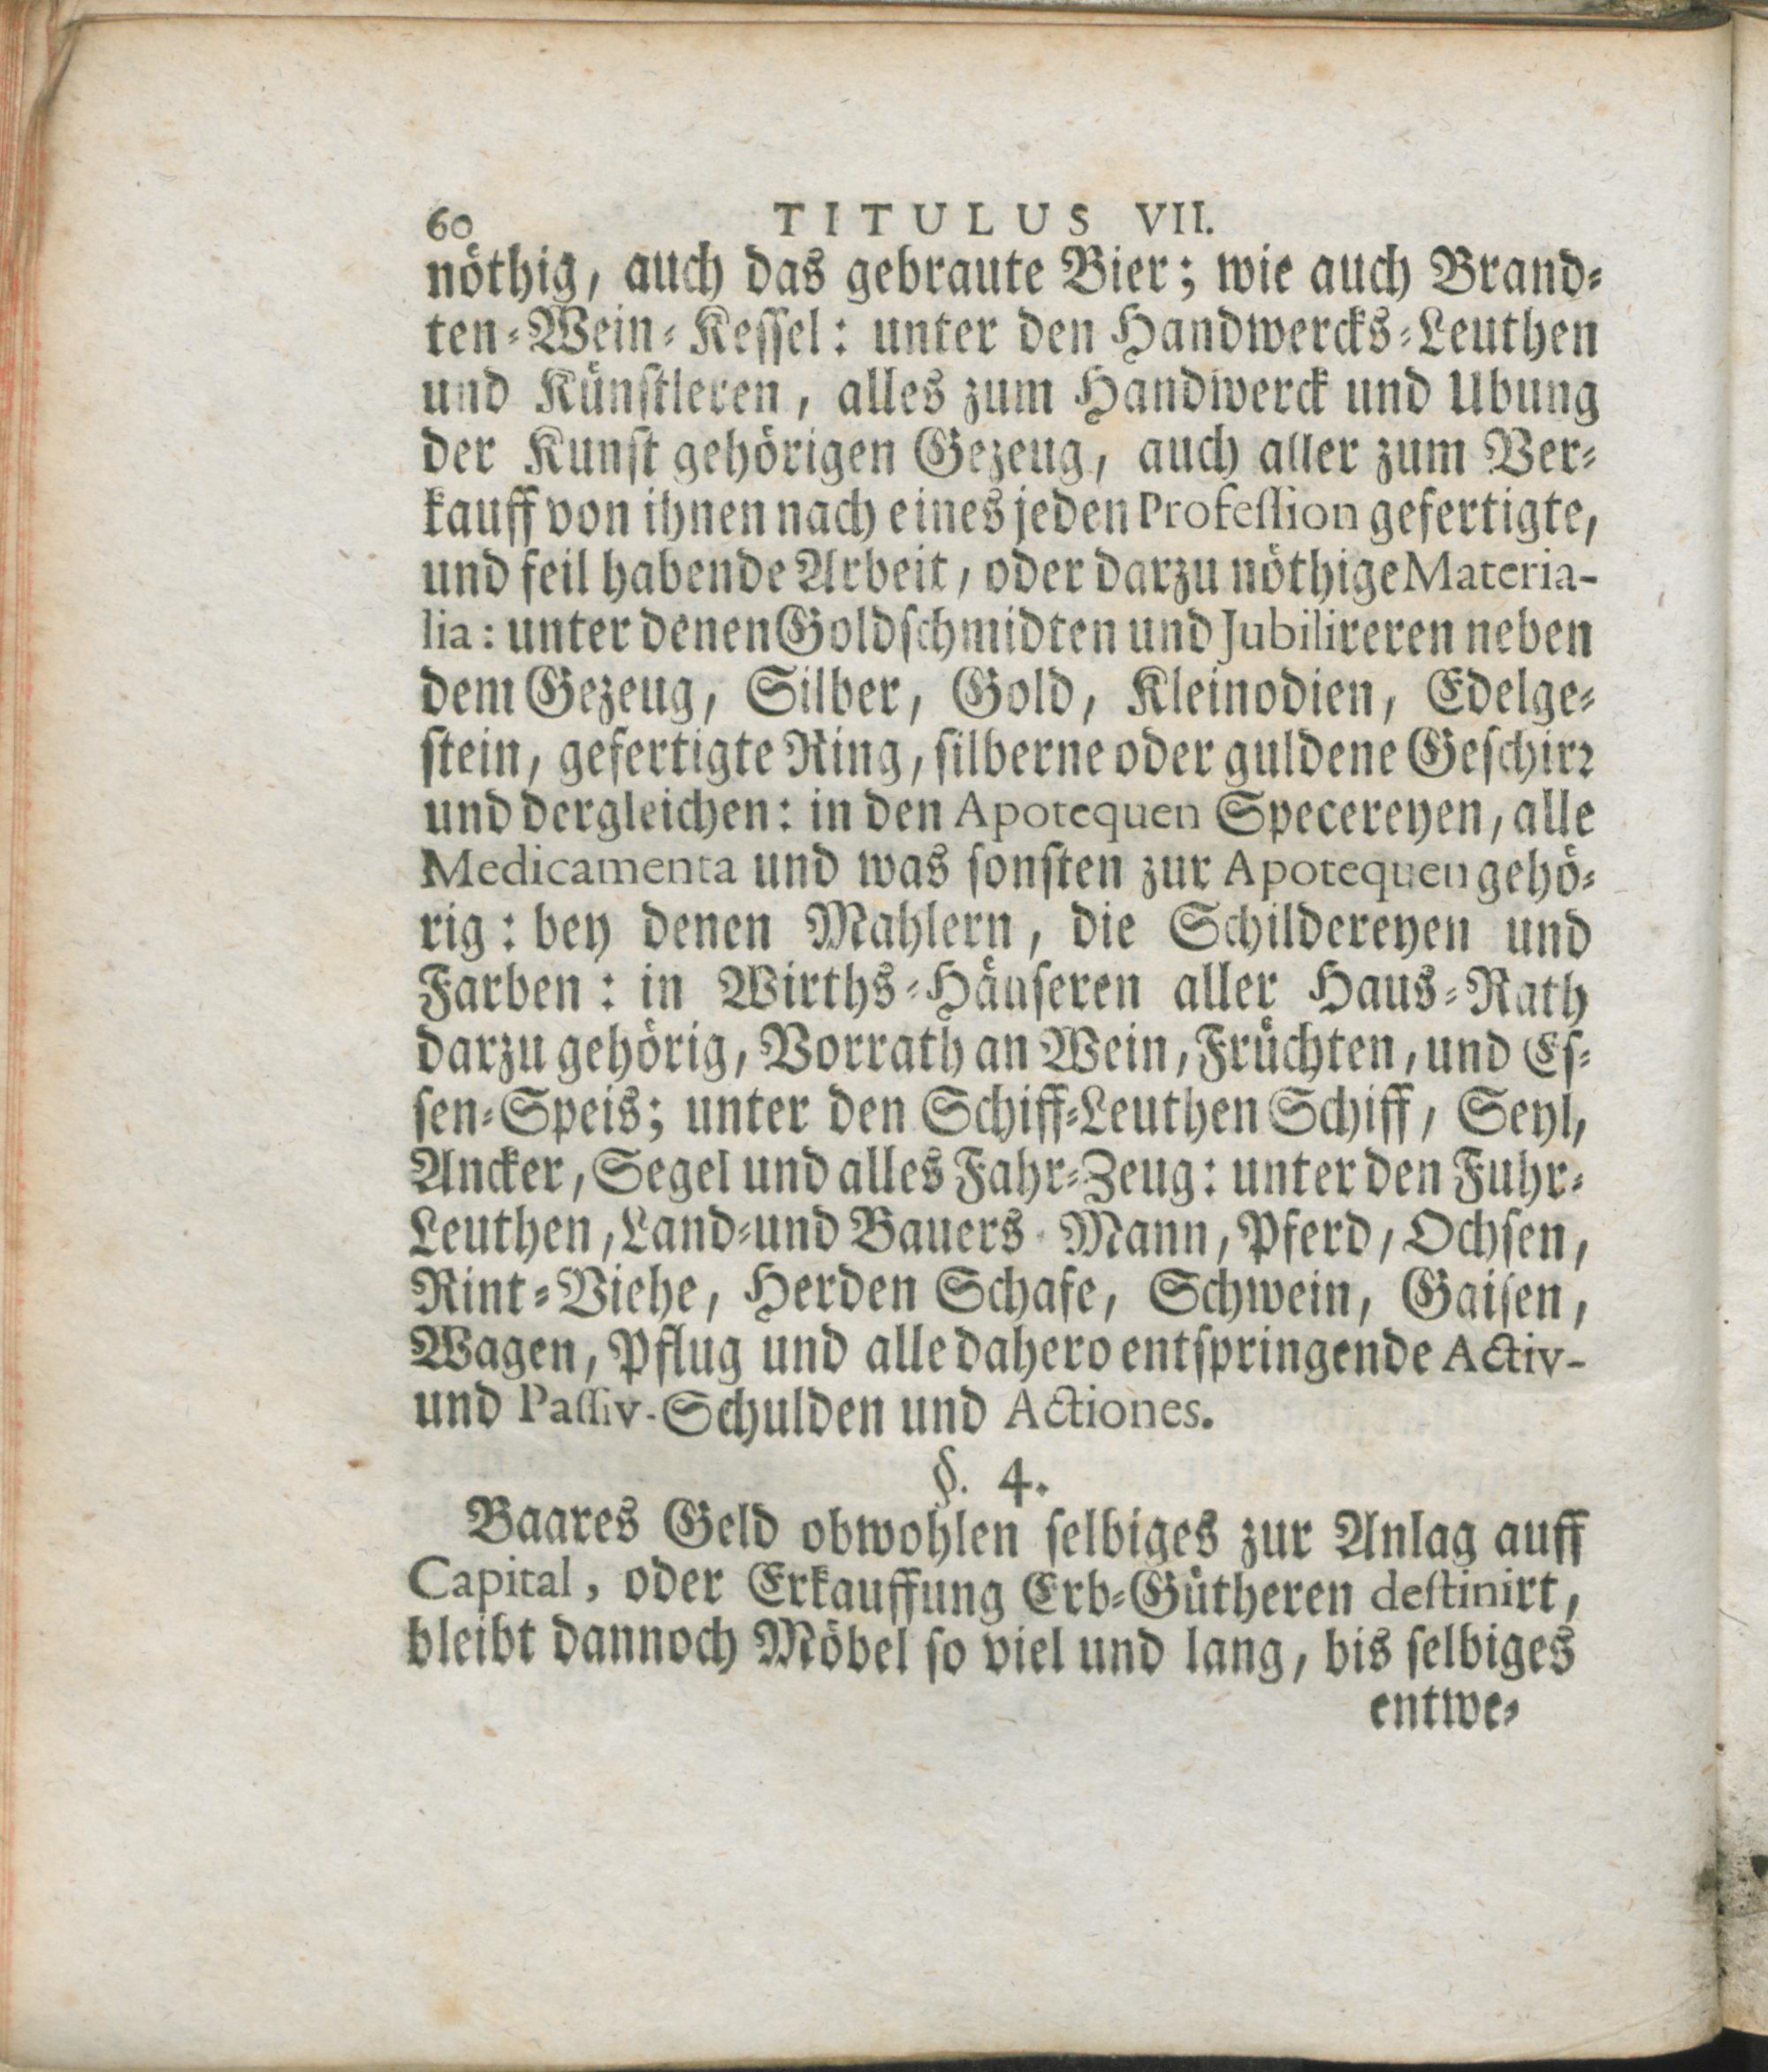 60 TITULUS VII.
nöthig, auch das gebraute Bier; wie auch Brand-
ten-Wein-Kessel: unter den Handwercks-Leuthen
und Künstleren, alles zum Handwerck und Ubung
der Kunst gehörigen Gezeug, auch aller zum Ver-
kauff von ihnen nach eines jeden Profession gefertigte,
und feil habende Arbeit, oder darzu nöthige Materia-
lia: unter denen Goldschmidten und Jubilireren neben
dem Gezeug, Silber, Gold, Kleinodien, Edelge-
stein, gefertigte Ring, silberne oder guldene Geschirr
und dergleichen: in den Apotequen Specereyen, alle
Medicamenta und was sonsten zur Apotequen gehö-
rig: bey denen Mahlern, die Schildereyen und
Farben: in Wirths-Häuseren aller Haus-Rath
darzu gehörig, Vorrath an Wein, Früchten, und Es-
sen-Speis; unter den Schiff-Leuthen Schiff, Seyl,
Ancker, Segel und alles Fahr-Zeug: unter den Fuhr-
Leuthen, Land-und Bauers-Mann, Pferd, Ochsen,
Rint-Viehe, Herden Schafe, Schwein, Gaisen,
Wagen, Pflug und alle dahero entspringende Activ-
und Passiv-Schulden und Actiones.
§. 4.
Baares Geld obwohlen selbiges zur Anlag auff
Capital, oder Erkauffung Erb-Gütheren destinirt,
bleibt dannoch Möbel so viel und lang, bis selbiges
entwe-